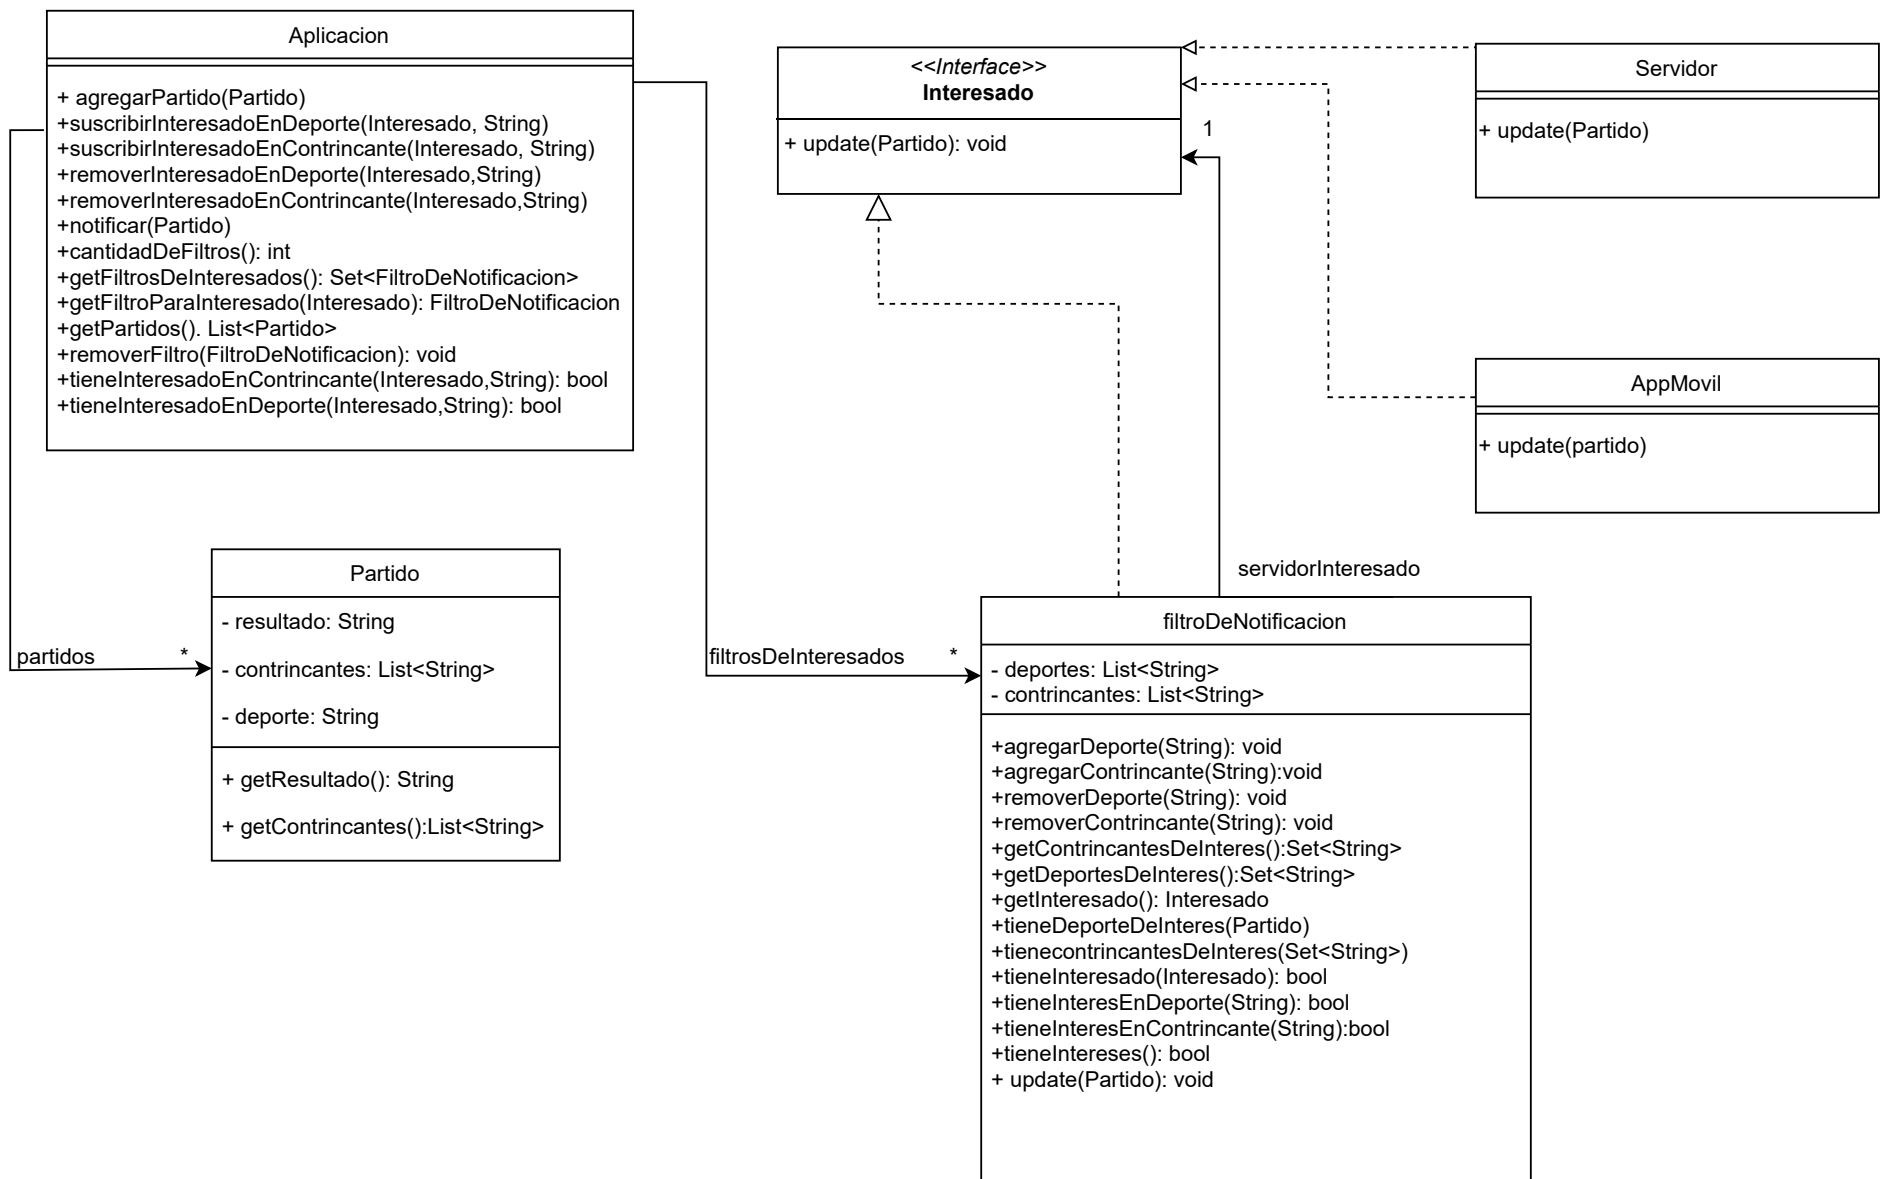 Aplicacion
+ agregarPartido(Partido)
+suscribirInteresadoEnDeporte(Interesado, String)
+suscribirInteresadoEnContrincante(Interesado, String)
+removerInteresadoEnDeporte(Interesado,String)
+removerInteresadoEnContrincante(Interesado,String)
+notificar(Partido)
+cantidadDeFiltros(): int
+getFiltrosDeInteresados(): Set<FiltroDeNotificacion>
+getFiltroParaInteresado(Interesado): FiltroDeNotificacion
+getPartidos(). List<Partido>
+removerFiltro(FiltroDeNotificacion): void
+tieneInteresadoEnContrincante(Interesado,String): bool
+tieneInteresadoEnDeporte(Interesado,String): bool
<<Interface>>
Interesado
+ update(Partido): void
1
Servidor
+ update(Partido)
AppMovil
+ update(partido)
partidos
*
Partido
- resultado: String
- contrincantes: List<String>
- deporte: String
+ getResultado(): String
+ getContrincantes():List<String>
filtrosDeInteresados
*
servidorInteresado
filtroDeNotificacion
- deportes: List<String>
- contrincantes: List<String>
+agregarDeporte(String): void
+agregarContrincante(String):void
+removerDeporte(String): void
+removerContrincante(String): void
+getContrincantesDeInteres():Set<String>
+getDeportesDeInteres():Set<String>
+getInteresado(): Interesado
+tieneDeporteDeInteres(Partido)
+tienecontrincantesDeInteres(Set<String>)
+tieneInteresado(Interesado): bool
+tieneInteresEnDeporte(String): bool
+tieneInteresEnContrincante(String):bool
+tieneIntereses(): bool
+ update(Partido): void